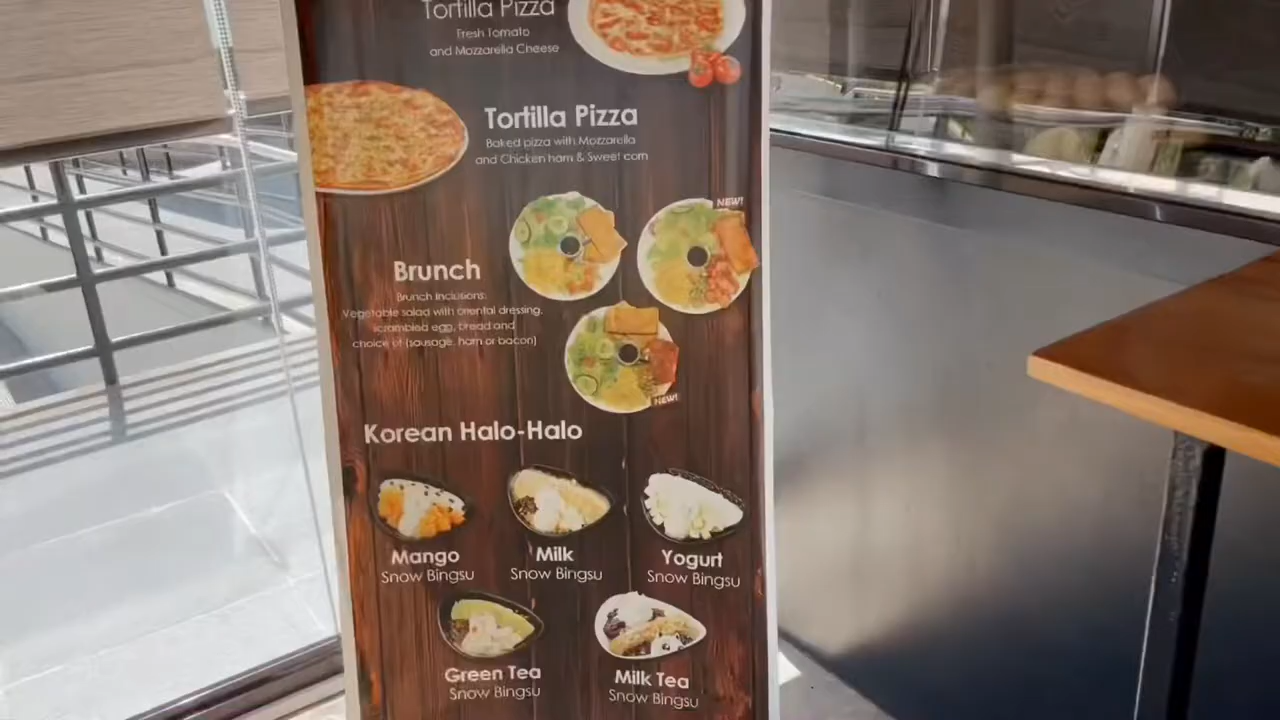 Tortilla Pizza
Fresh Tomato
and Mozzarella Cheese
Tortilla Pizza
Baked pizza with Mozzarella
and Chicken ham & Sweet corn
NEW!
Brunch
Brunch Inclusions:
Vegetable salad with oriental dressing,
scrambled egg, bread and
choice of (sausage, ham or bacon)
NEW!
Korean Halo-Halo
Mango
Snow Bingsu
Milk
Snow Bingsu
Yogurt
Snow Bingsu
Green Tea
Snow Bingsu
Milk Tea
Snow Bingsu